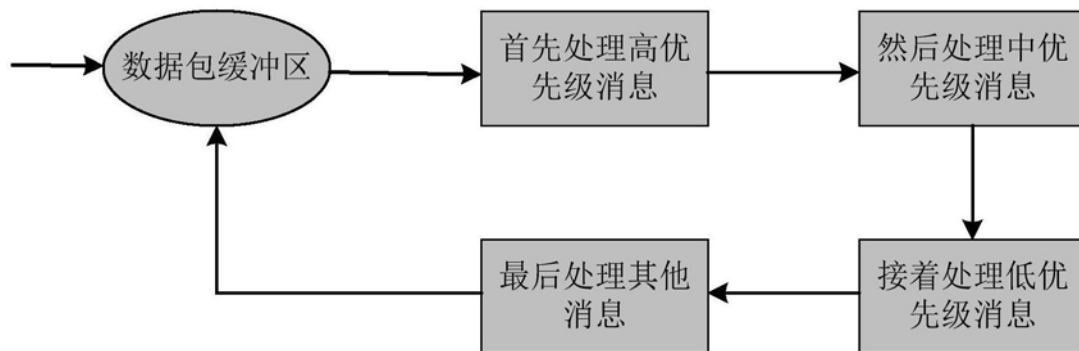 数据包缓冲区
首先处理高优
先级消息
然后处理中优
先级消息
接着处理低优
先级消息
最后处理其他
消息